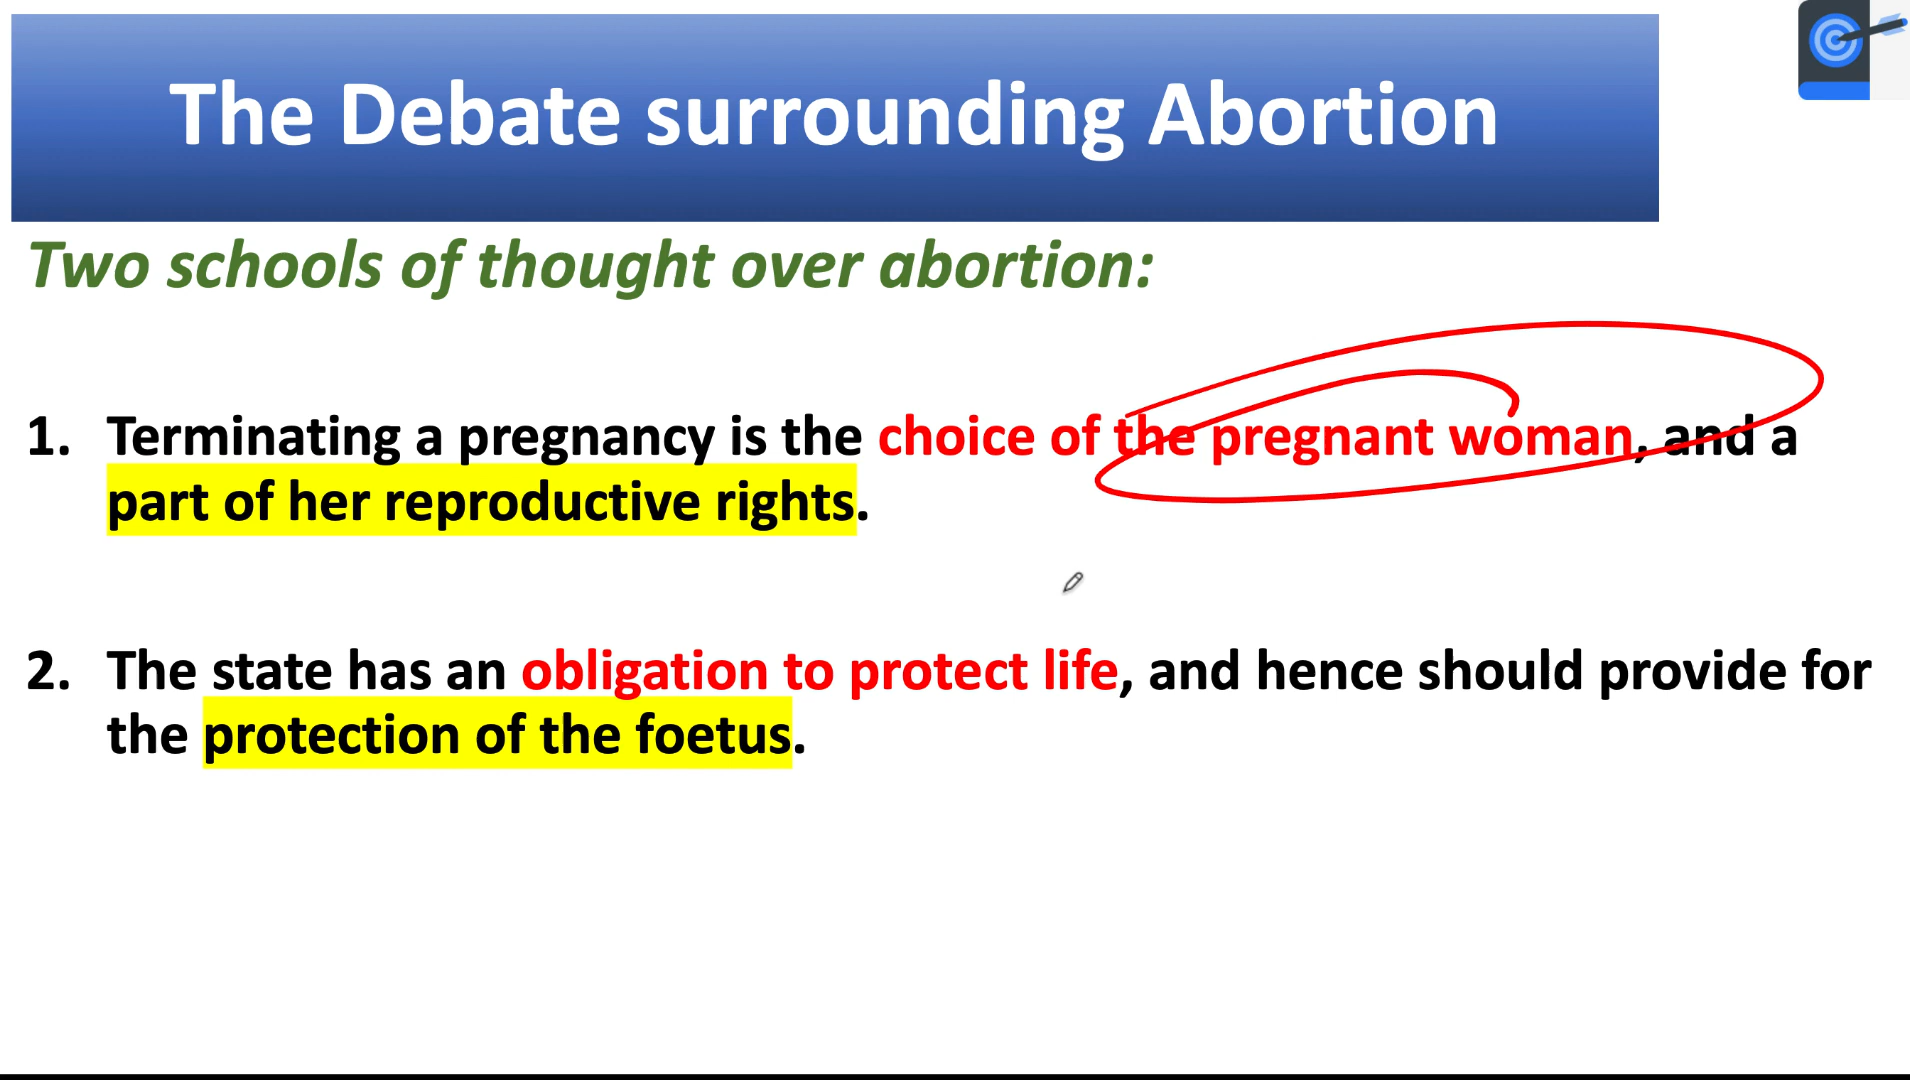 The Debate surrounding Abortion
Two schools of thought over abortion:
1. Terminating a pregnancy is the choice of the pregnant woman, and a
part of her reproductive rights.
2. The state has an obligation to protect life, and hence should provide for
the protection of the foetus.